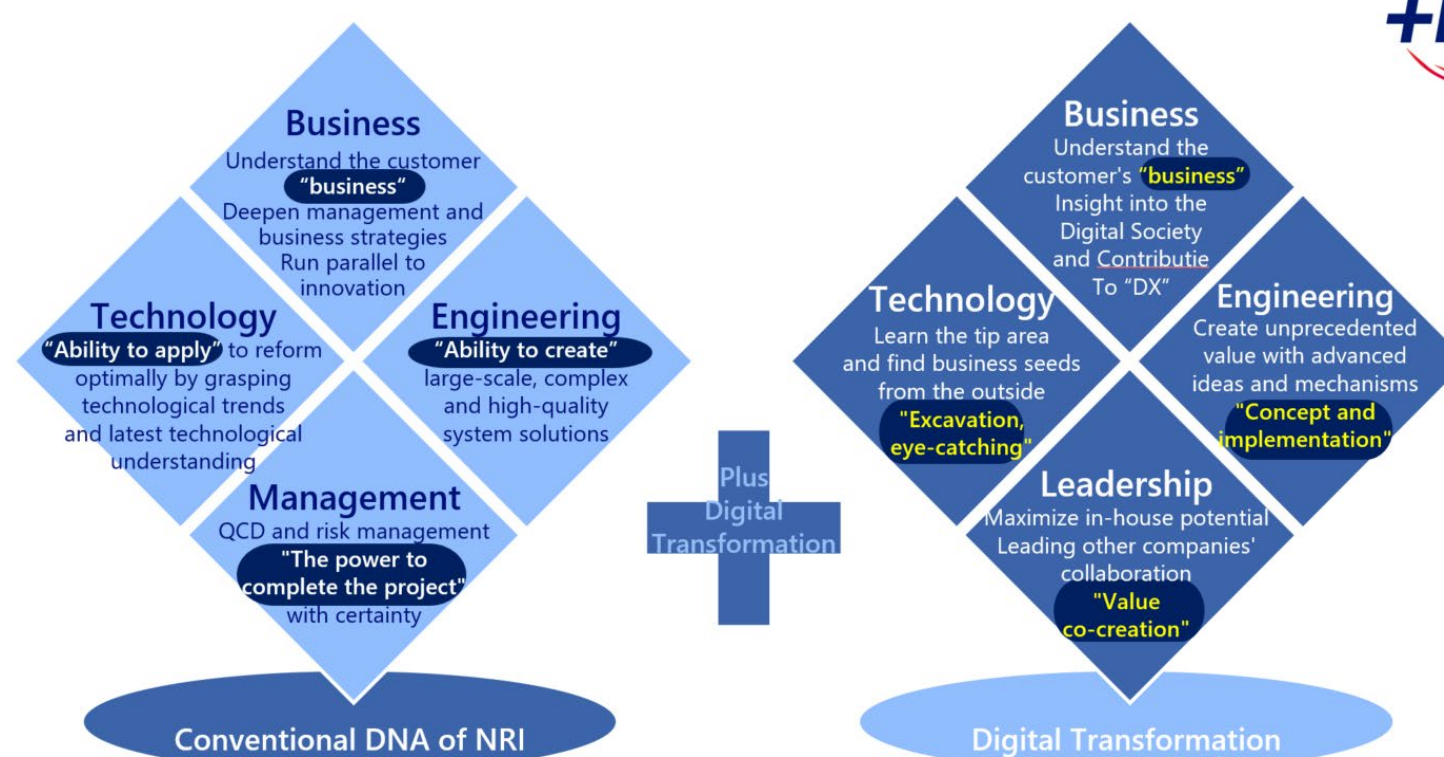 Business
Understand the customer
“business“
Deepen management and
business strategies
Run parallel to
innovation
Technology
“Ability to apply” to reform
optimally by grasping
technological trends
and latest technological
understanding
Engineering
“Ability to create”
large-scale, complex
and high-quality
system solutions
Management
QCD and risk management
"The power to
complete the project"
with certainty
Conventional DNA of NRI
Plus
Digital
Transformation
Business
Understand the
customer's “business”
Insight into the
Digital Society
and Contributie
To “DX”
Technology
Learn the tip area
and find business seeds
from the outside
"Excavation,
eye-catching"
Engineering
Create unprecedented
value with advanced
ideas and mechanisms
"Concept and
implementation"
Leadership
Maximize in-house potential
Leading other companies'
collaboration
"Value
co-creation"
Digital Transformation